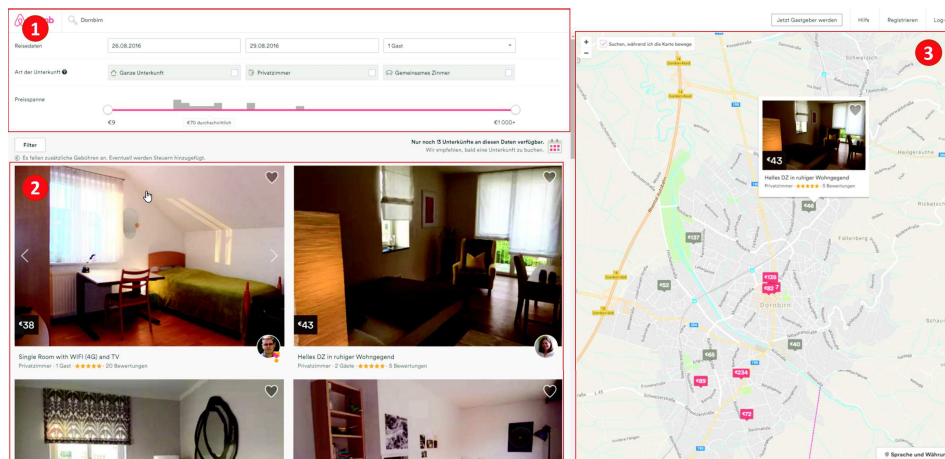 1
Dornbirn
Jetzt Gastgeber werden
Hilfe
Registrieren
Reisedaten
26.08.2016
29.08.2016
1 Gast
Art der Unterkunft
Ganze Unterkunft
Privatzimmer
Gemeinsames Zimmer
Preisspanne
€9
€70 durchschnittlich
€1 000+
Filter
Nur noch 13 Unterkünfte an diesen Daten verfügbar.
Wir empfehlen, bald eine Unterkunft zu buchen.
Es fallen zusätzliche Gebühren an. Eventuell werden Steuern hinzugefügt.
2
€38
Single Room with WIFI (4G) and TV
Privatzimmer · 1 Gast · ★★★★★ · 20 Bewertungen
€43
Helles DZ in ruhiger Wohngegend
Privatzimmer · 2 Gäste · ★★★★★ · 5 Bewertungen
3
+
−
Suchen, während ich die Karte bewege
€43
Helles DZ in ruhiger Wohngegend
Privatzimmer · ★★★★★ · 5 Bewertungen
€46
€137
Fallenberg
€52
€139
€82
Dornbirn
€40
€66
€234
€89
€72
Sprache und Währun